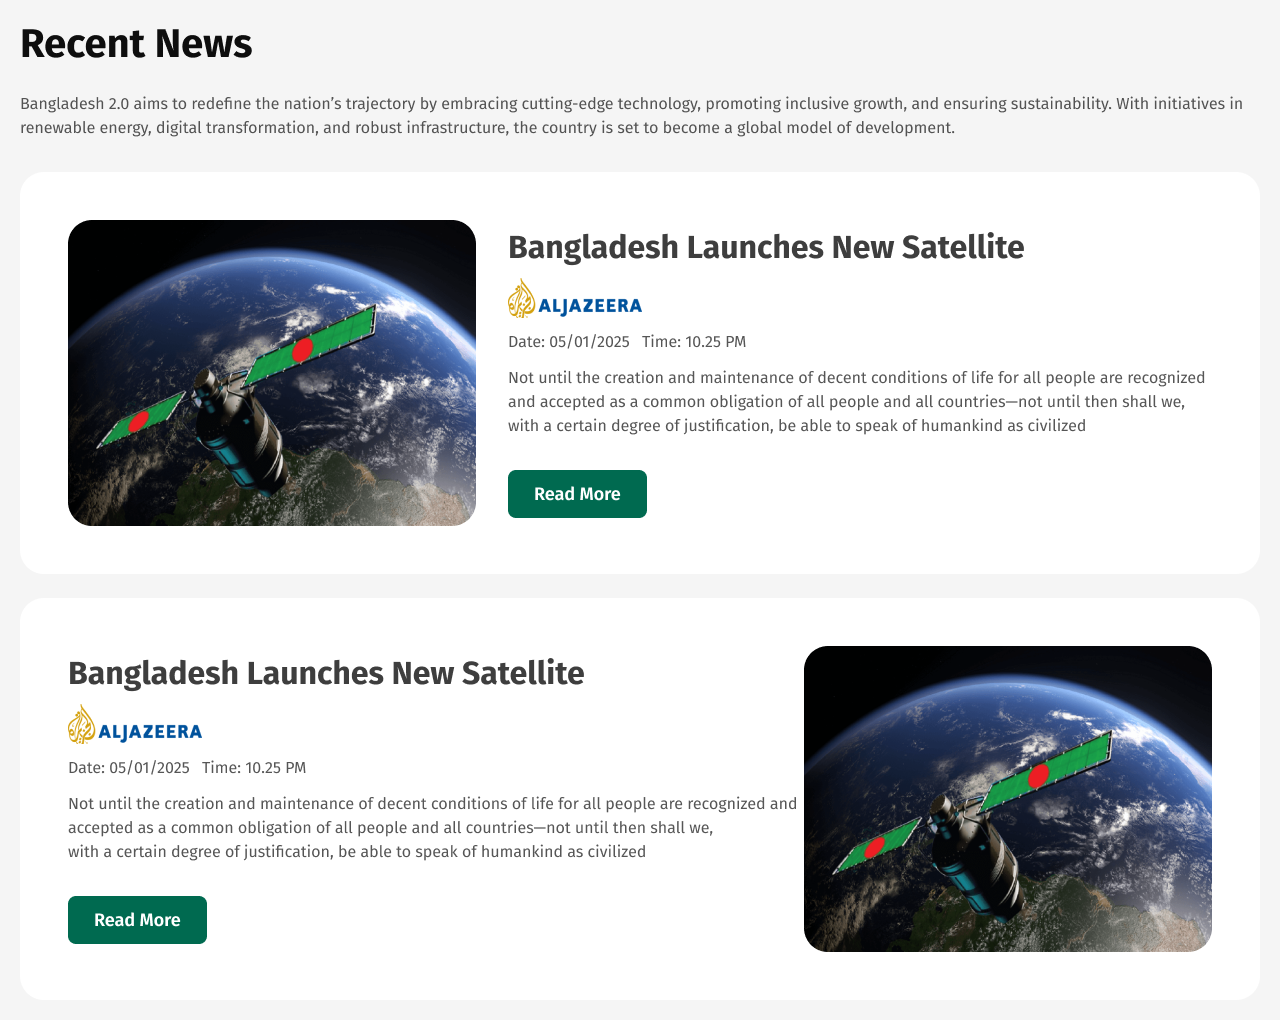 Recent News
Bangladesh 2.0 aims to redefine the nation’s trajectory by embracing cutting-edge technology, promoting inclusive growth, and ensuring sustainability. With initiatives in
renewable energy, digital transformation, and robust infrastructure, the country is set to become a global model of development.
Bangladesh Launches New Satellite
ALJAZEERA
Date: 05/01/2025 Time: 10.25 PM
Not until the creation and maintenance of decent conditions of life for all people are recognized
and accepted as a common obligation of all people and all countries—not until then shall we,
with a certain degree of justification, be able to speak of humankind as civilized
Read More
Bangladesh Launches New Satellite
ALJAZEERA
Date: 05/01/2025 Time: 10.25 PM
Not until the creation and maintenance of decent conditions of life for all people are recognized and
accepted as a common obligation of all people and all countries—not until then shall we,
with a certain degree of justification, be able to speak of humankind as civilized
Read More